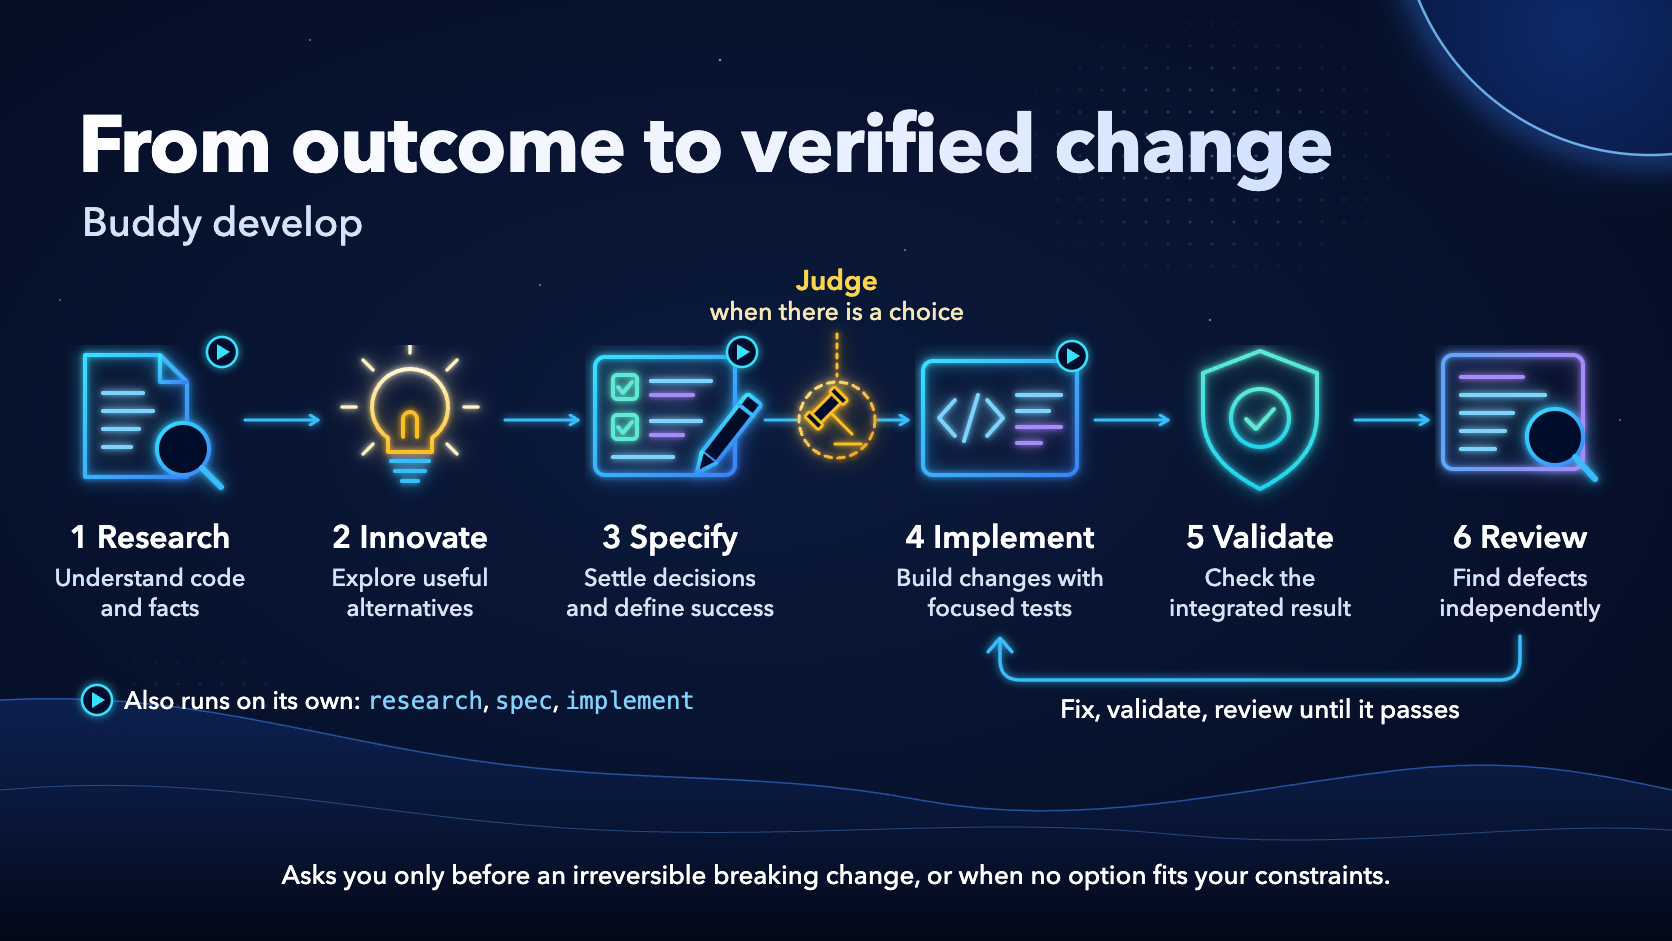 From outcome to verified change
Buddy develop
Judge
when there is a choice
1 Research
Understand code
and facts
2 Innovate
Explore useful
alternatives
3 Specify
Settle decisions
and define success
4 Implement
Build changes with
focused tests
5 Validate
Check the
integrated result
6 Review
Find defects
independently
Also runs on its own: research, spec, implement
Fix, validate, review until it passes
Asks you only before an irreversible breaking change, or when no option fits your constraints.